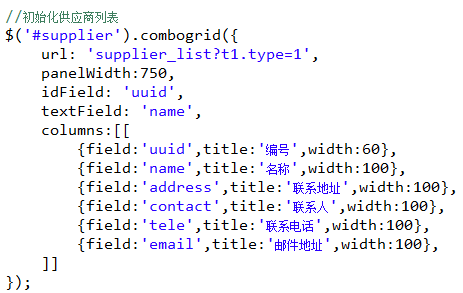 //初始化供应商列表
$('#supplier').combogrid({
    url: 'supplier_list?t1.type=1',
    panelWidth:750,
    idField: 'uuid',
    textField: 'name',
    columns:[[
        {field:'uuid',title:'编号',width:60},
        {field:'name',title:'名称',width:100},
        {field:'address',title:'联系地址',width:100},
        {field:'contact',title:'联系人',width:100},
        {field:'tele',title:'联系电话',width:100},
        {field:'email',title:'邮件地址',width:100},
    ]]
});